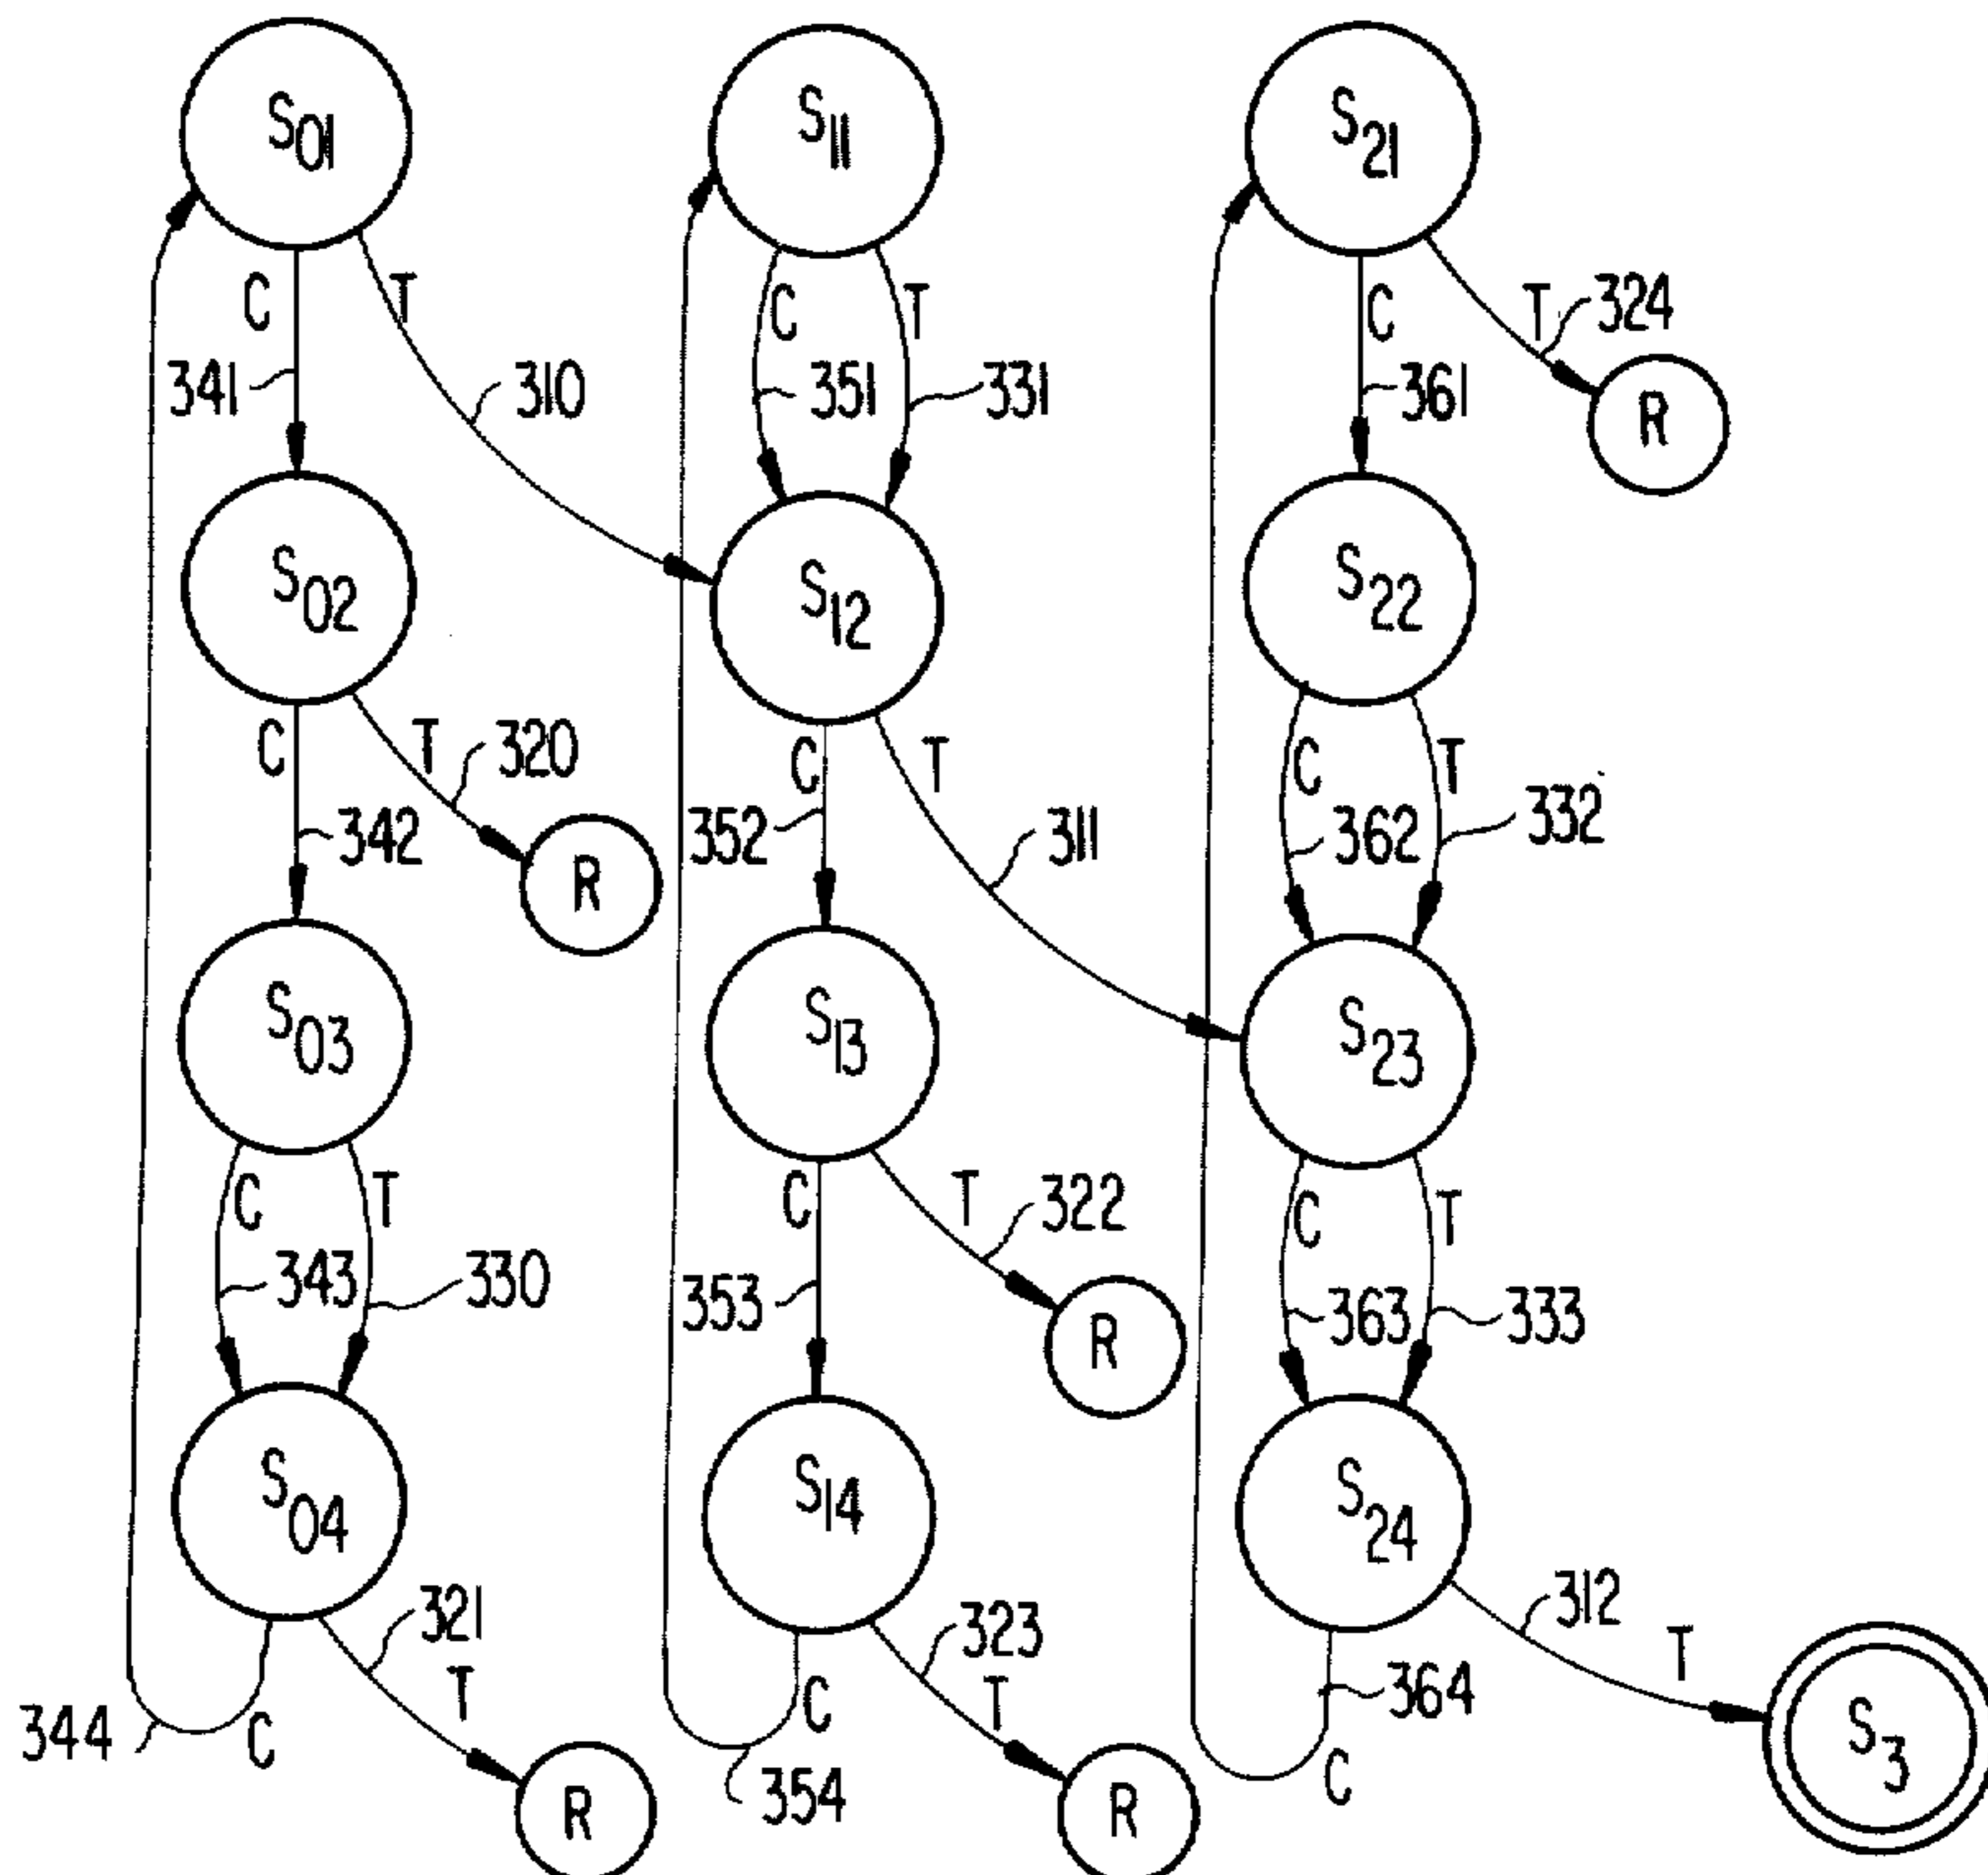 S01 S11 S21
C T C T C T 324
341 310 351 331 361 R
S02 S12 S22
C T 320 C T C T
342 352 311 362 332
R
S03 S13 S23
C T C T 322 C T
343 330 353 363 333
R
S04 S14 S24
321 323 312
T T T
344 C C 364 S3
354 C
R R